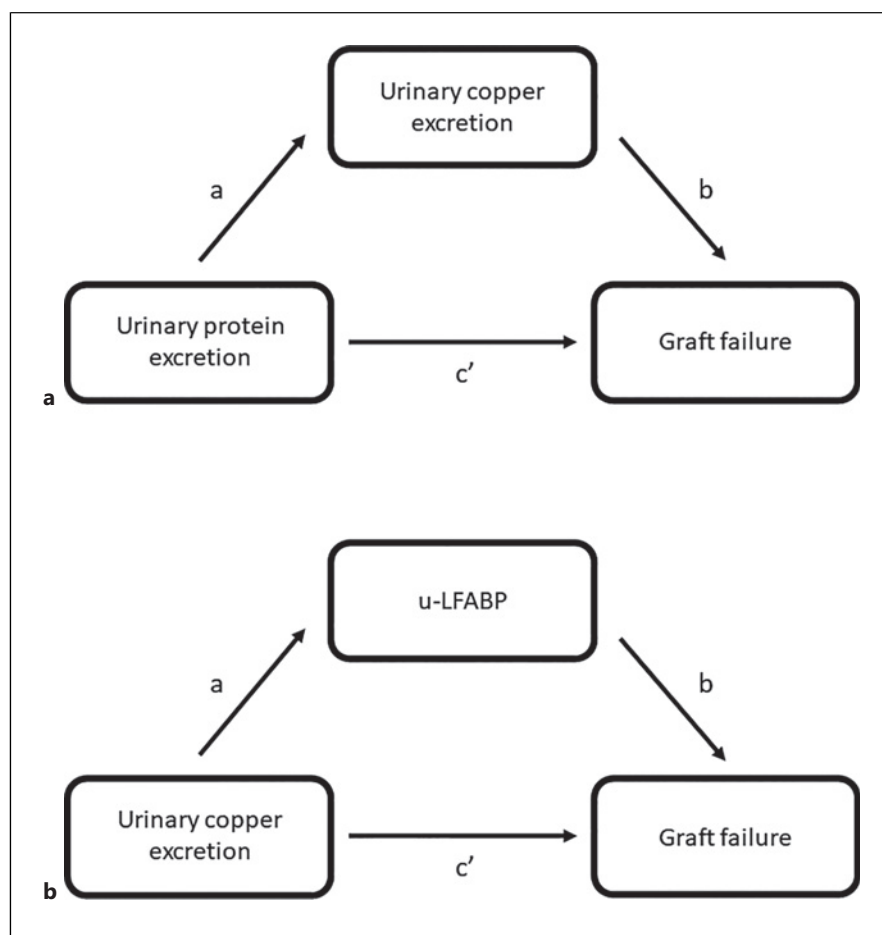 Urinary copper
excretion
a
b
Urinary protein
excretion
c’
Graft failure
a
u-LFABP
a
b
Urinary copper
excretion
c’
Graft failure
b